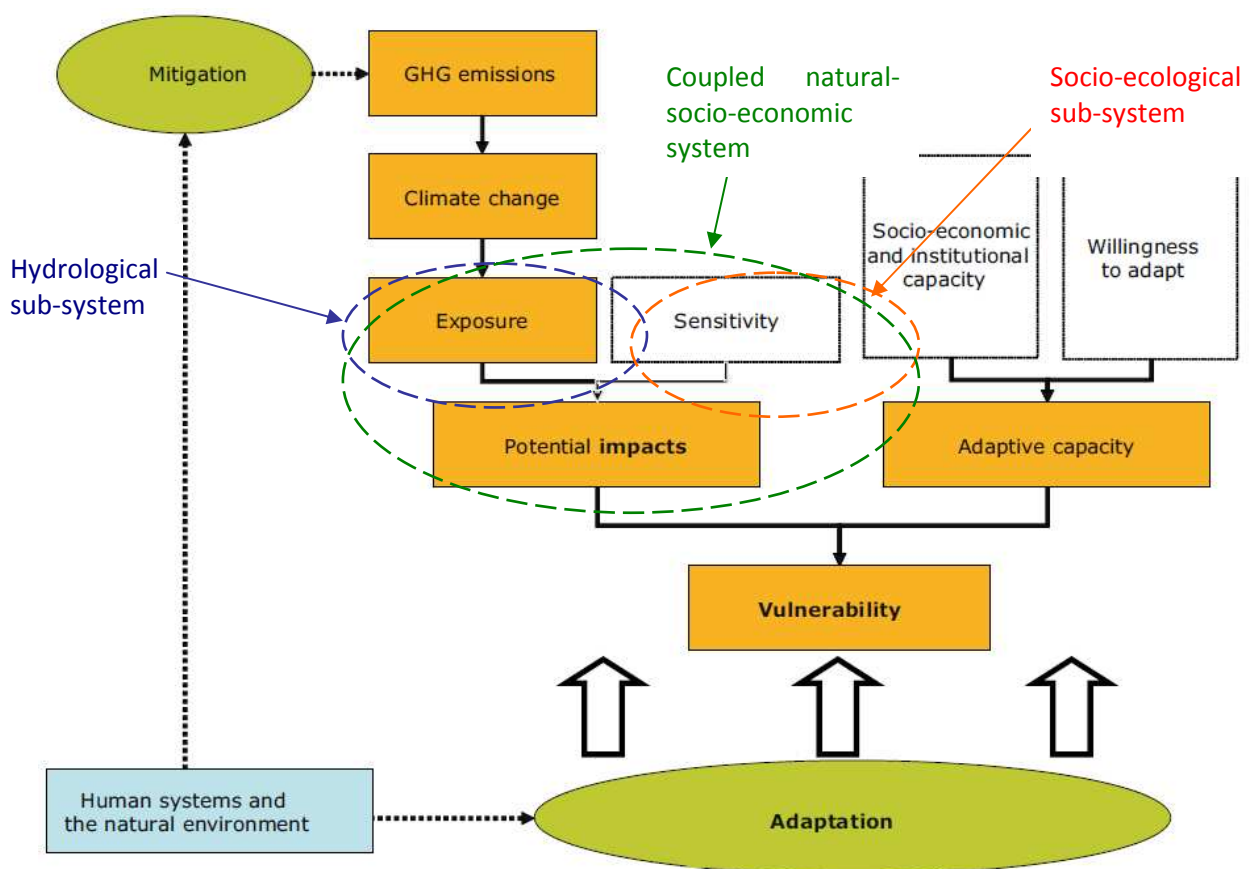 Mitigation
GHG emissions
Coupled natural-
socio-economic
system
Socio-ecological
sub-system
Climate change
Hydrological
sub-system
Exposure
Sensitivity
Socio-economic
and institutional
capacity
Willingness
to adapt
Potential impacts
Adaptive capacity
Vulnerability
Human systems and
the natural environment
Adaptation